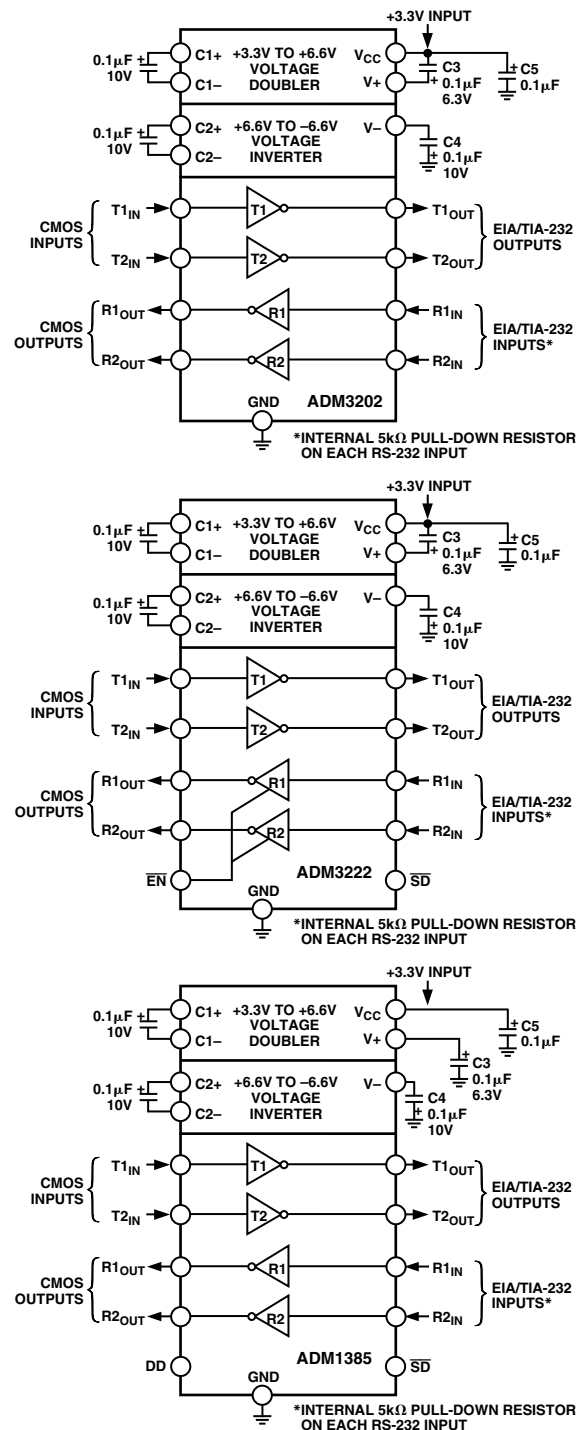 +3.3V INPUT
0.1μF +
10V
C1+
C1–
+3.3V TO +6.6V
VOLTAGE
DOUBLER
VCC
V+
+ C3
0.1μF
6.3V
+ C5
0.1μF
0.1μF +
10V
C2+
C2–
+6.6V TO –6.6V
VOLTAGE
INVERTER
V–
C4
+ 0.1μF
10V
CMOS
INPUTS
T1IN
T1
T1OUT
T2IN
T2
T2OUT
EIA/TIA-232
OUTPUTS
CMOS
OUTPUTS
R1OUT
R1
R1IN
R2OUT
R2
R2IN
EIA/TIA-232
INPUTS*
GND
ADM3202
*INTERNAL 5kΩ PULL-DOWN RESISTOR
ON EACH RS-232 INPUT
+3.3V INPUT
0.1μF +
10V
C1+
C1–
+3.3V TO +6.6V
VOLTAGE
DOUBLER
VCC
V+
C3
+ 0.1μF
6.3V
+ C5
0.1μF
0.1μF +
10V
C2+
C2–
+6.6V TO –6.6V
VOLTAGE
INVERTER
V–
C4
+ 0.1μF
10V
CMOS
INPUTS
T1IN
T1
T1OUT
T2IN
T2
T2OUT
EIA/TIA-232
OUTPUTS
CMOS
OUTPUTS
R1OUT
R1
R1IN
R2OUT
R2
R2IN
EIA/TIA-232
INPUTS*
EN
ADM3222
SD
GND
*INTERNAL 5kΩ PULL-DOWN RESISTOR
ON EACH RS-232 INPUT
+3.3V INPUT
0.1μF +
10V
C1+
C1–
+3.3V TO +6.6V
VOLTAGE
DOUBLER
VCC
V+
+ C5
0.1μF
+ C3
0.1μF
6.3V
0.1μF +
10V
C2+
C2–
+6.6V TO –6.6V
VOLTAGE
INVERTER
V–
C4
+ 0.1μF
10V
CMOS
INPUTS
T1IN
T1
T1OUT
T2IN
T2
T2OUT
EIA/TIA-232
OUTPUTS
CMOS
OUTPUTS
R1OUT
R1
R1IN
R2OUT
R2
R2IN
EIA/TIA-232
INPUTS*
DD
ADM1385
SD
GND
*INTERNAL 5kΩ PULL-DOWN RESISTOR
ON EACH RS-232 INPUT